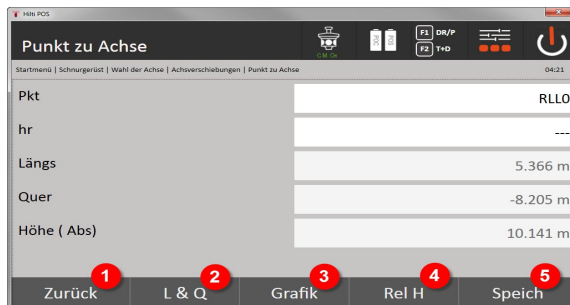 Hilti POS
Punkt zu Achse
C M On
POC
POS
F1 DR/P
F2 T+D
Startmenü | Schnurgerüst | Wahl der Achse | Achsverschiebungen | Punkt zu Achse
04:21
Pkt
RLL0
hr
---
Längs
5.366 m
Quer
-8.205 m
Höhe ( Abs)
10.141 m
1
2
3
4
5
Zurück
L & Q
Grafik
Rel H
Speich